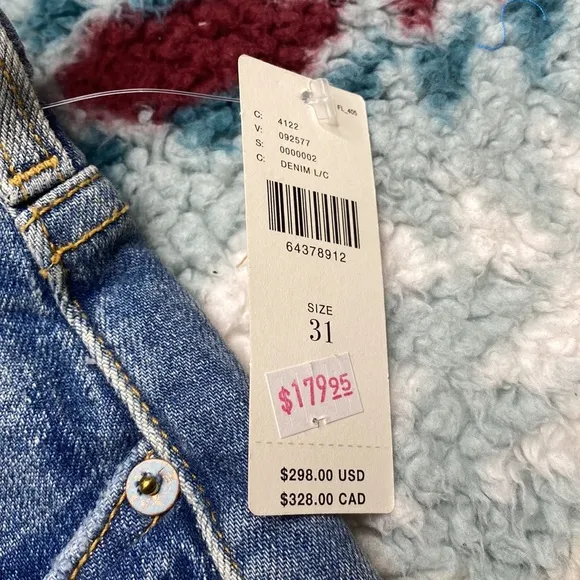 FL_405
C: 4122
V: 092577
S: 0000002
C: DENIM L/C
64378912
SIZE
31
$179.95
$298.00 USD
$328.00 CAD